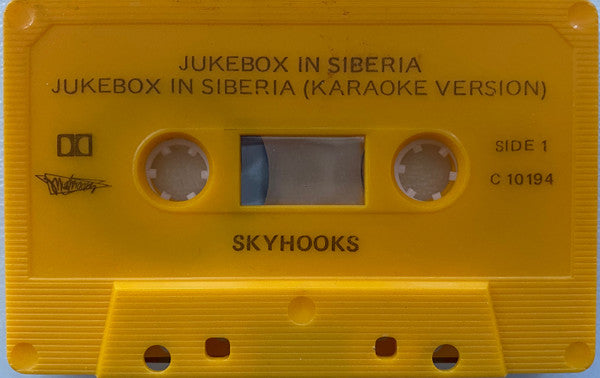 JUKEBOX IN SIBERIA
JUKEBOX IN SIBERIA (KARAOKE VERSION)
SIDE 1
C 10194
SKYHOOKS